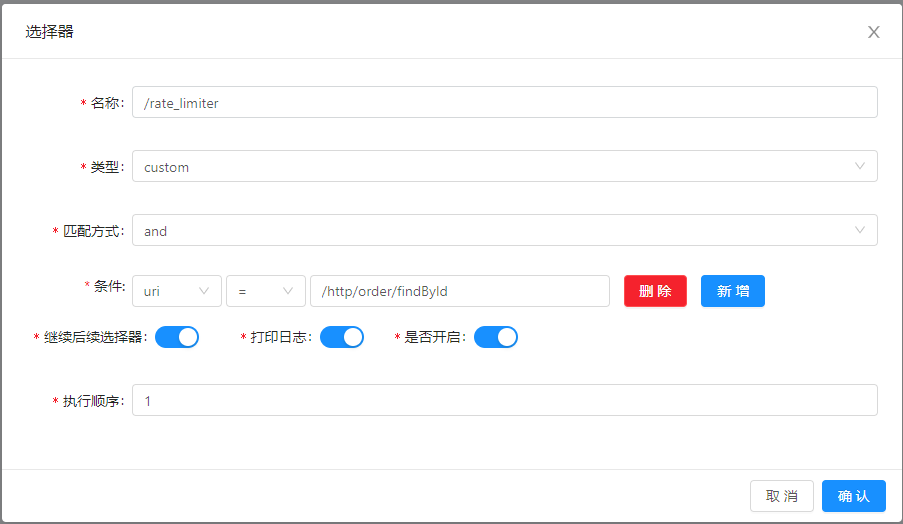 选择器
* 名称: /rate_limiter
* 类型: custom
* 匹配方式: and
* 条件: uri = /http/order/findById 删除 新增
* 继续后续选择器: * 打印日志: * 是否开启:
* 执行顺序: 1
取消 确认